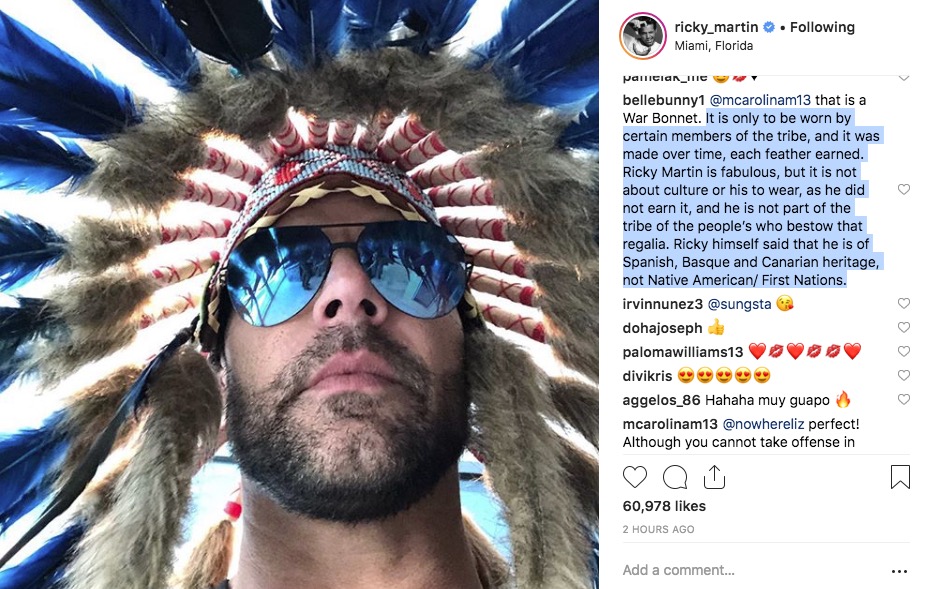 ricky_martin • Following
Miami, Florida
pamelak_me 😊💋♥
bellebunny1 @mcarolinam13 that is a
War Bonnet. It is only to be worn by
certain members of the tribe, and it was
made over time, each feather earned.
Ricky Martin is fabulous, but it is not
about culture or his to wear, as he did
not earn it, and he is not part of the
tribe of the people's who bestow that
regalia. Ricky himself said that he is of
Spanish, Basque and Canarian heritage,
not Native American/ First Nations.
irvinnunez3 @sungsta 😘
dohajoseph 👍
palomawilliams13 ❤️💋❤️💋💋❤️
divikris 😍😍😍😍😍
aggelos_86 Hahaha muy guapo 🔥
mcarolinam13 @nowhereliz perfect!
Although you cannot take offense in
60,978 likes
2 HOURS AGO
Add a comment...